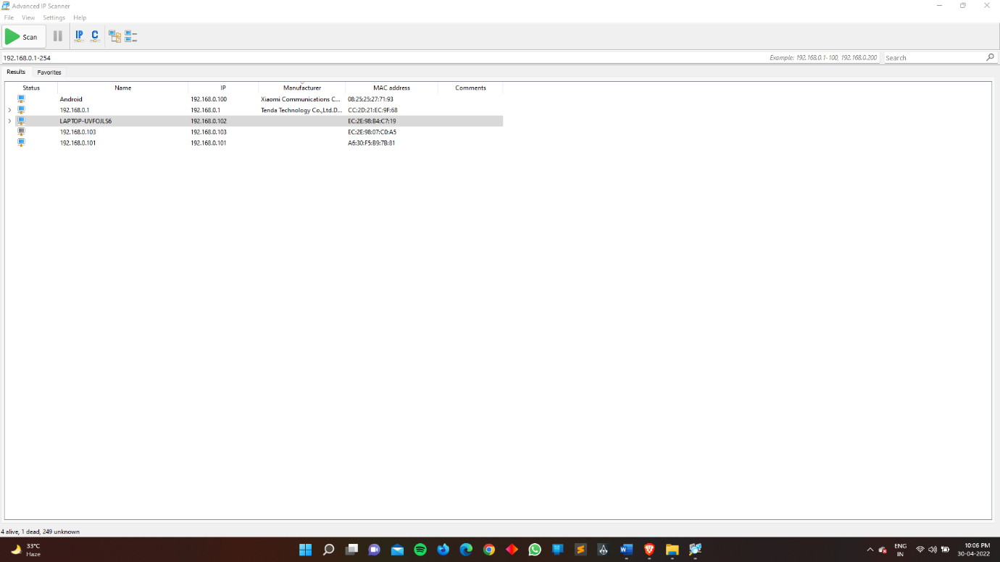 Advanced IP Scanner
File View Settings Help
Scan IP C
192.168.0.1-254 Example: 192.168.0.1-100, 192.168.0.200 Search
Results Favorites
Status Name IP Manufacturer MAC address Comments
Android 192.168.0.100 Xiaomi Communications C... 08:25:25:27:71:93
192.168.0.1 192.168.0.1 Tenda Technology Co.,Ltd.D... CC:2D:21:EC:9F:68
LAPTOP-UVFOJLS6 192.168.0.102 EC:2E:98:B4:C7:19
192.168.0.103 192.168.0.103 EC:2E:98:07:C0:A5
192.168.0.101 192.168.0.101 A6:30:F5:B9:7B:81
4 alive, 1 dead, 249 unknown
33°C ENG 10:06 PM
Haze IN 30-04-2022